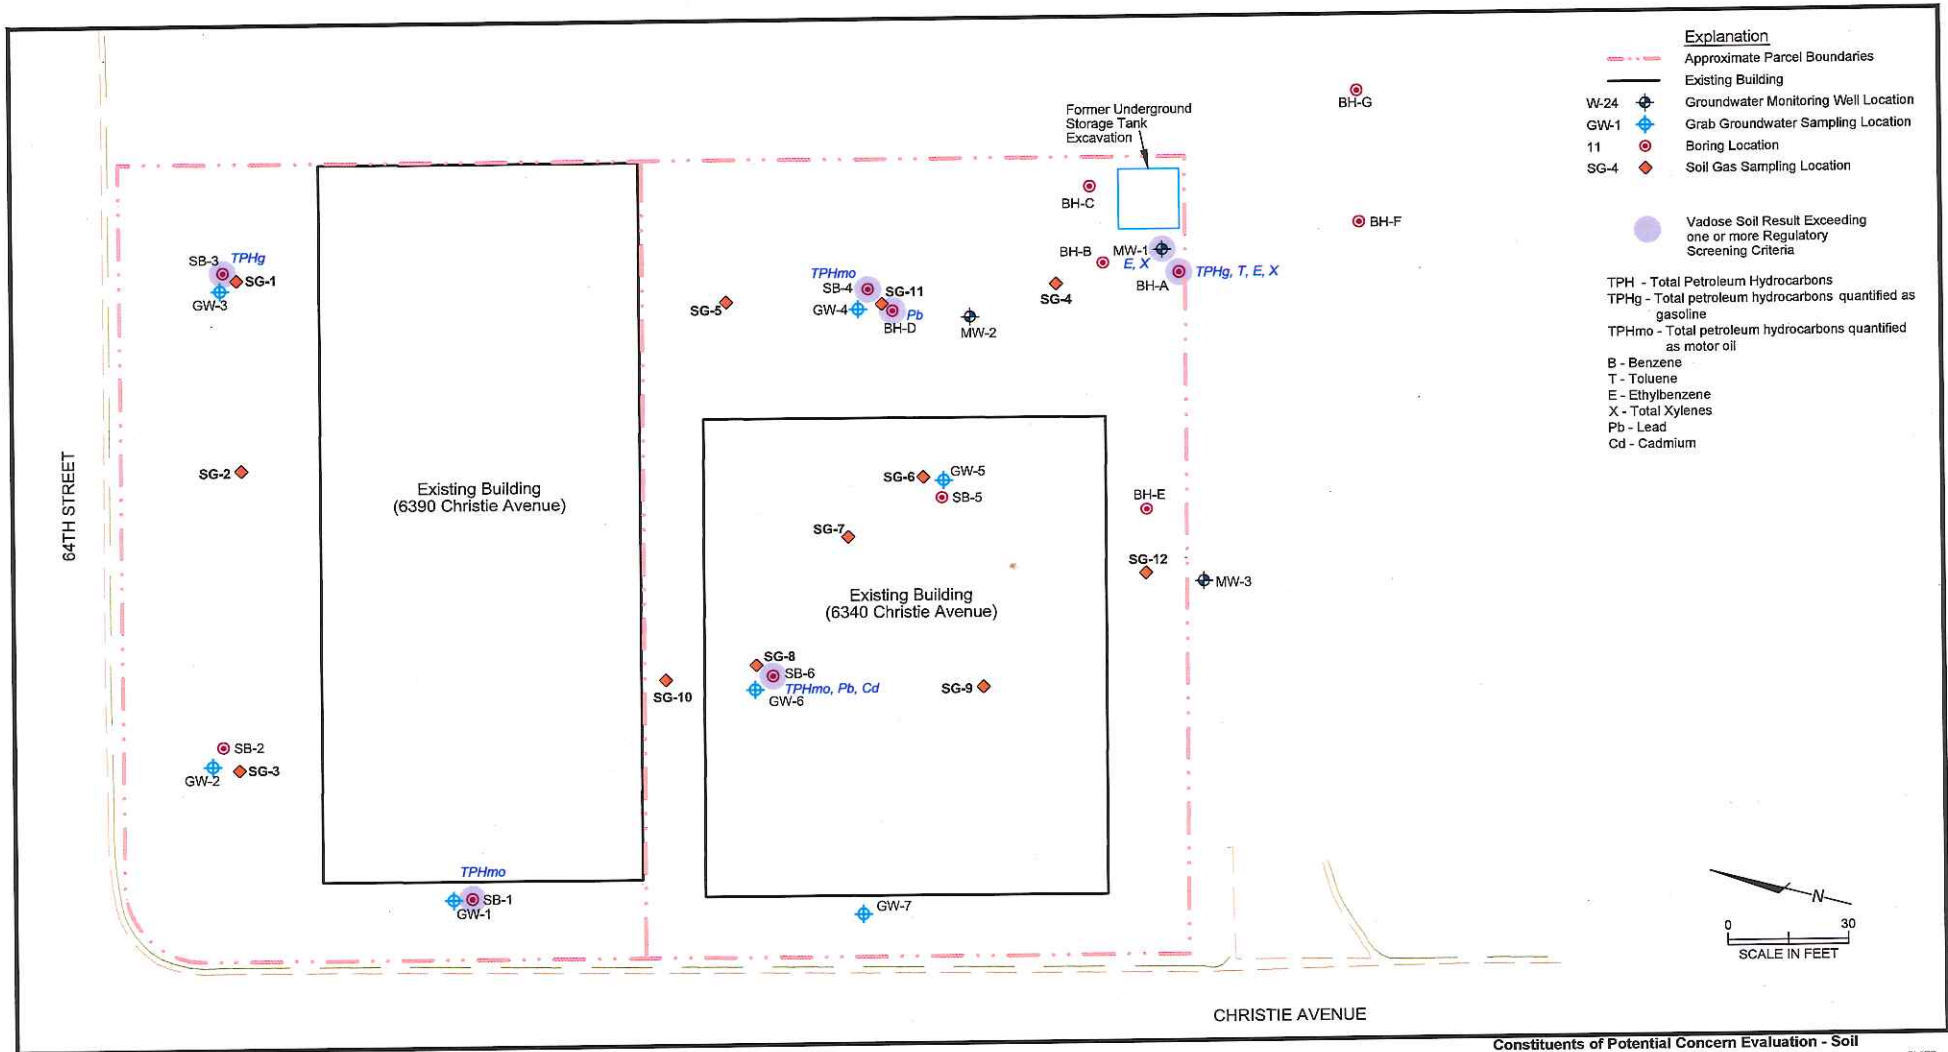 Explanation
Approximate Parcel Boundaries
Existing Building
W-24 Groundwater Monitoring Well Location
GW-1 Grab Groundwater Sampling Location
11 Boring Location
SG-4 Soil Gas Sampling Location
Vadose Soil Result Exceeding
one or more Regulatory
Screening Criteria
TPH - Total Petroleum Hydrocarbons
TPHg - Total petroleum hydrocarbons quantified as
gasoline
TPHmo - Total petroleum hydrocarbons quantified
as motor oil
B - Benzene
T - Toluene
E - Ethylbenzene
X - Total Xylenes
Pb - Lead
Cd - Cadmium
BH-G
Former Underground
Storage Tank
Excavation
BH-C
BH-F
BH-B
MW-1
E, X
TPHg, T, E, X
BH-A
SB-3
TPHg
SG-1
GW-3
TPHmo
SB-4
SG-11
SG-4
SG-5
GW-4
Pb
BH-D
MW-2
SG-2
64TH STREET
Existing Building
(6390 Christie Avenue)
SG-6
GW-5
SB-5
BH-E
SG-7
SG-12
MW-3
Existing Building
(6340 Christie Avenue)
SG-8
SB-6
TPHmo, Pb, Cd
GW-6
SG-9
SG-10
SB-2
GW-2
SG-3
TPHmo
SB-1
GW-1
GW-7
N
0 30
SCALE IN FEET
CHRISTIE AVENUE
Constituents of Potential Concern Evaluation - Soil